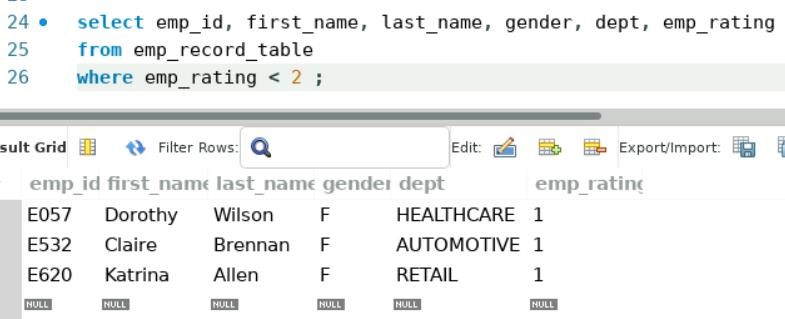 24 select emp_id, first_name, last_name, gender, dept, emp_rating
25 from emp_record_table
26 where emp_rating < 2 ;
sult Grid Filter Rows: Edit: Export/Import:
emp_id first_name last_name gender dept emp_rating
E057 Dorothy Wilson F HEALTHCARE 1
E532 Claire Brennan F AUTOMOTIVE 1
E620 Katrina Allen F RETAIL 1
NULL NULL NULL NULL NULL NULL